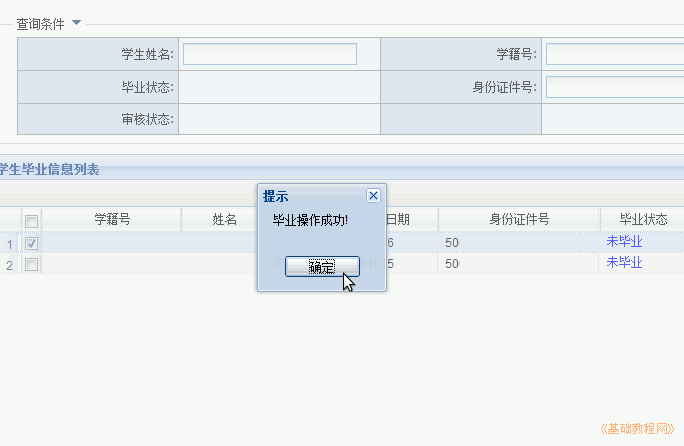 查询条件
学生姓名: 学籍号:
毕业状态: 身份证件号:
审核状态:
学生毕业信息列表
提示
毕业操作成功!
确定
学籍号 姓名 日期 身份证件号 毕业状态
1 6 50 未毕业
2 5 50 未毕业
《基础教程网》